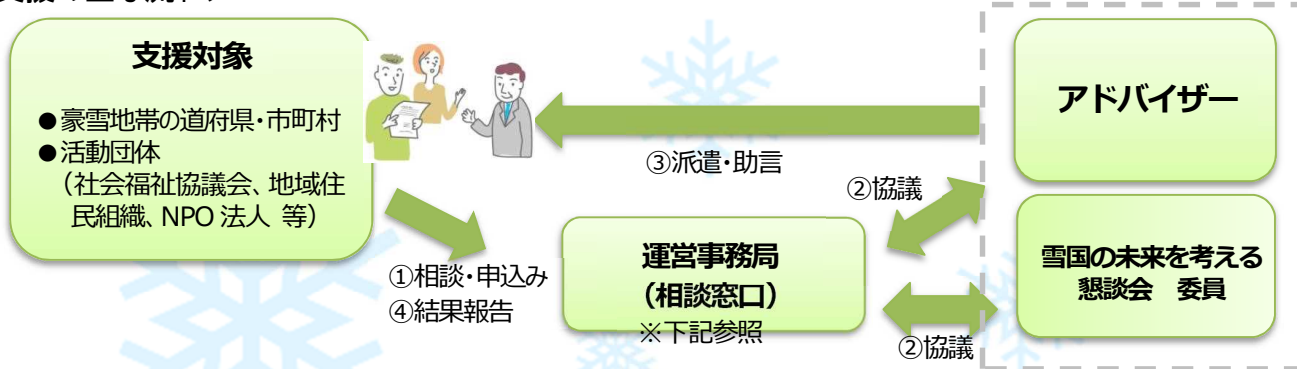 支援対象
●豪雪地帯の道府県・市町村
●活動団体
（社会福祉協議会、地域住
民組織、NPO 法人 等）
③派遣・助言
アドバイザー
②協議
①相談・申込み
④結果報告
運営事務局
（相談窓口）
※下記参照
②協議
雪国の未来を考える
懇談会　委員